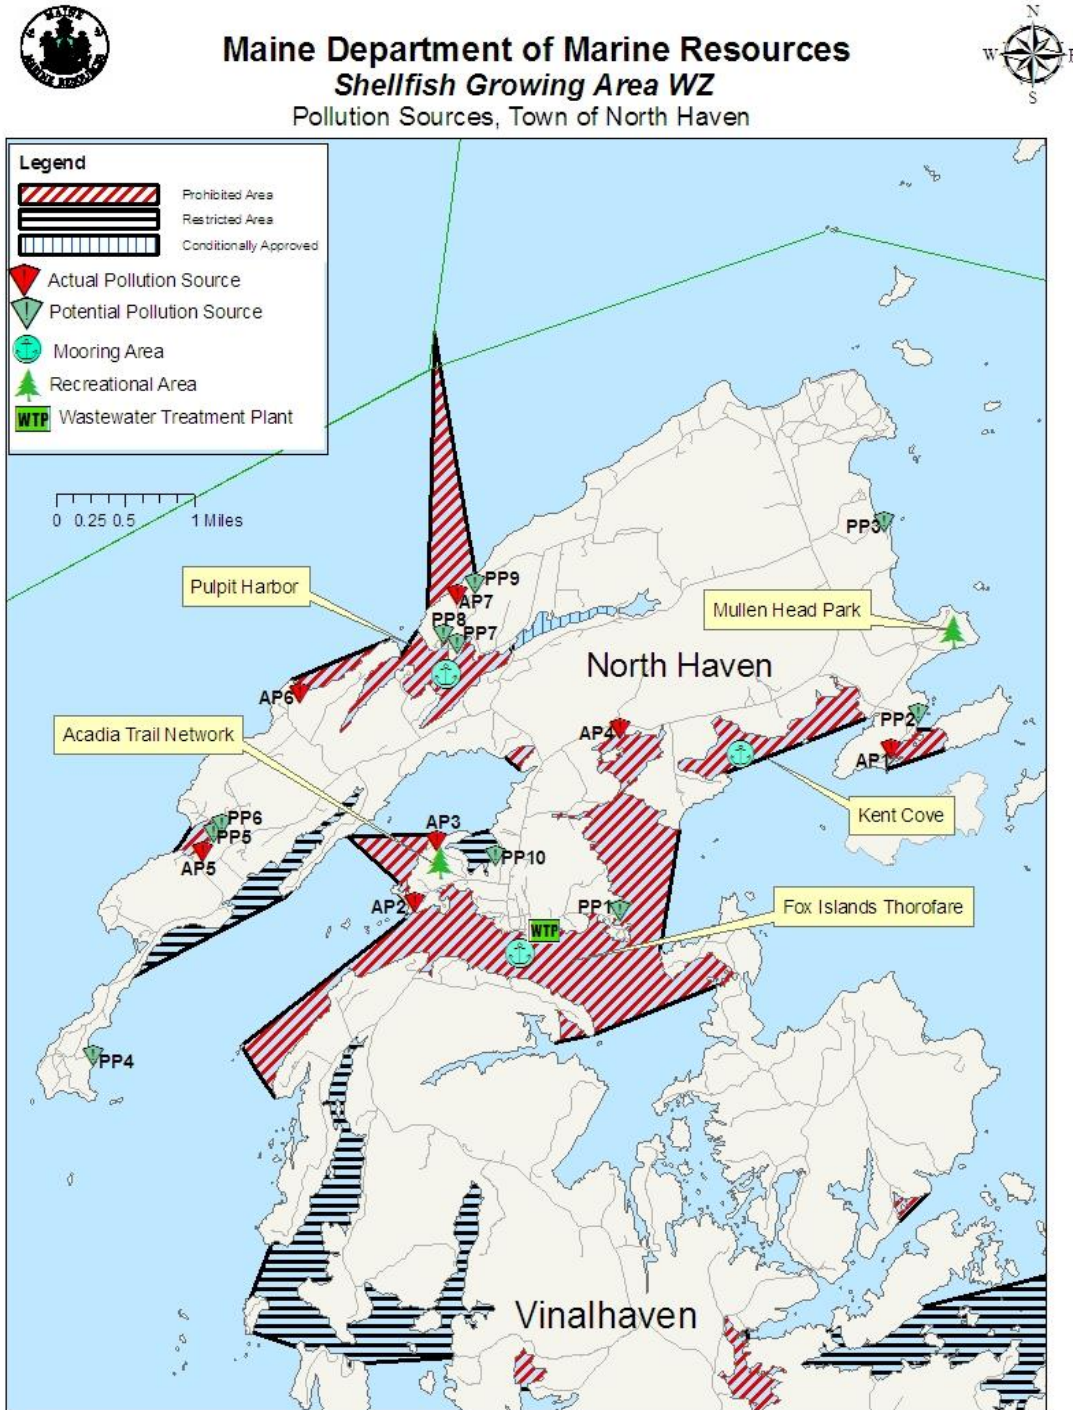 MAINE
MARINE RESOURCES
Maine Department of Marine Resources
Shellfish Growing Area WZ
Pollution Sources, Town of North Haven
N
W
E
S
Legend
Prohibited Area
Restricted Area
Conditionally Approved
Actual Pollution Source
Potential Pollution Source
Mooring Area
Recreational Area
WTP Wastewater Treatment Plant
0 0.25 0.5 1 Miles
PP3
Pulpit Harbor
PP9
AP7
Mullen Head Park
PP8
PP7
North Haven
AP6
PP2
Acadia Trail Network
AP4
AP1
Kent Cove
PP6
PP5
AP3
AP5
PP10
AP2
PP1
Fox Islands Thorofare
WTP
PP4
Vinalhaven